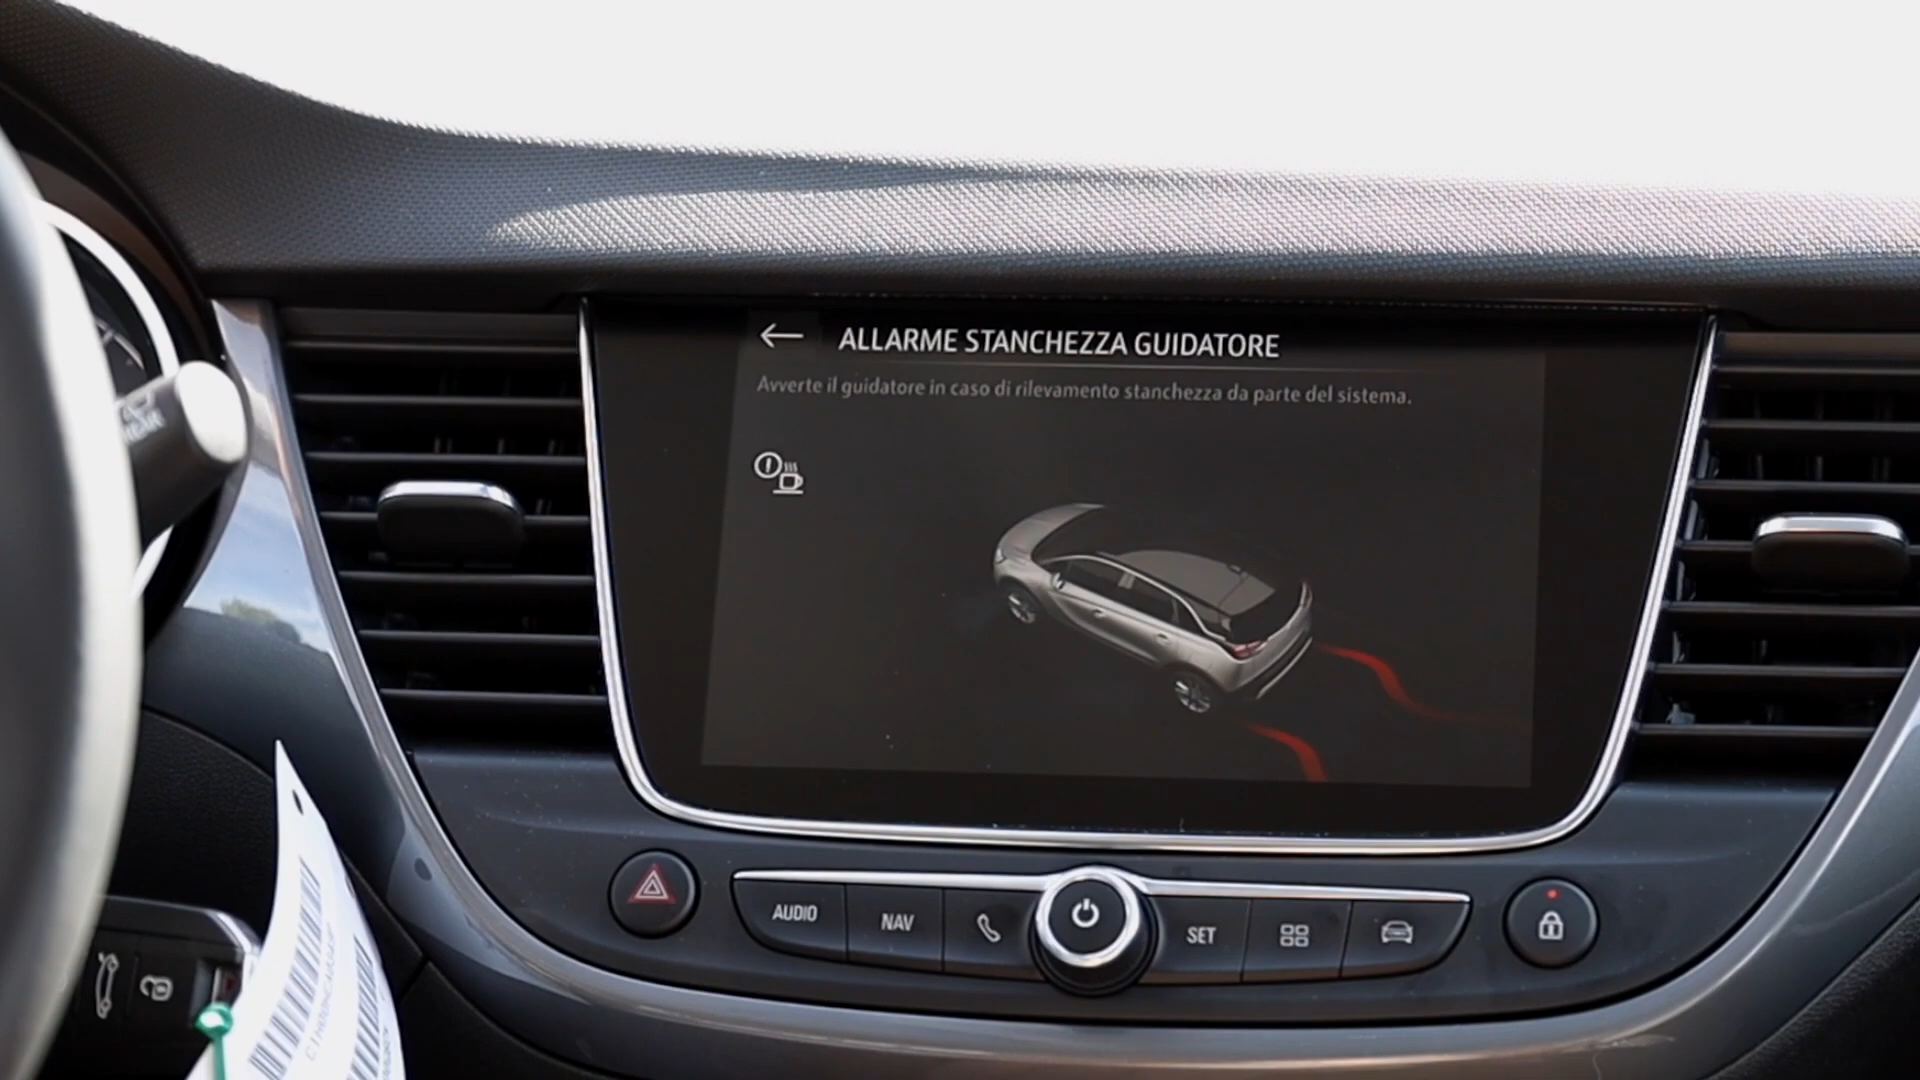 ALLARME STANCHEZZA GUIDATORE
Avverte il guidatore in caso di rilevamento stanchezza da parte del sistema.
AUDIO
NAV
SET